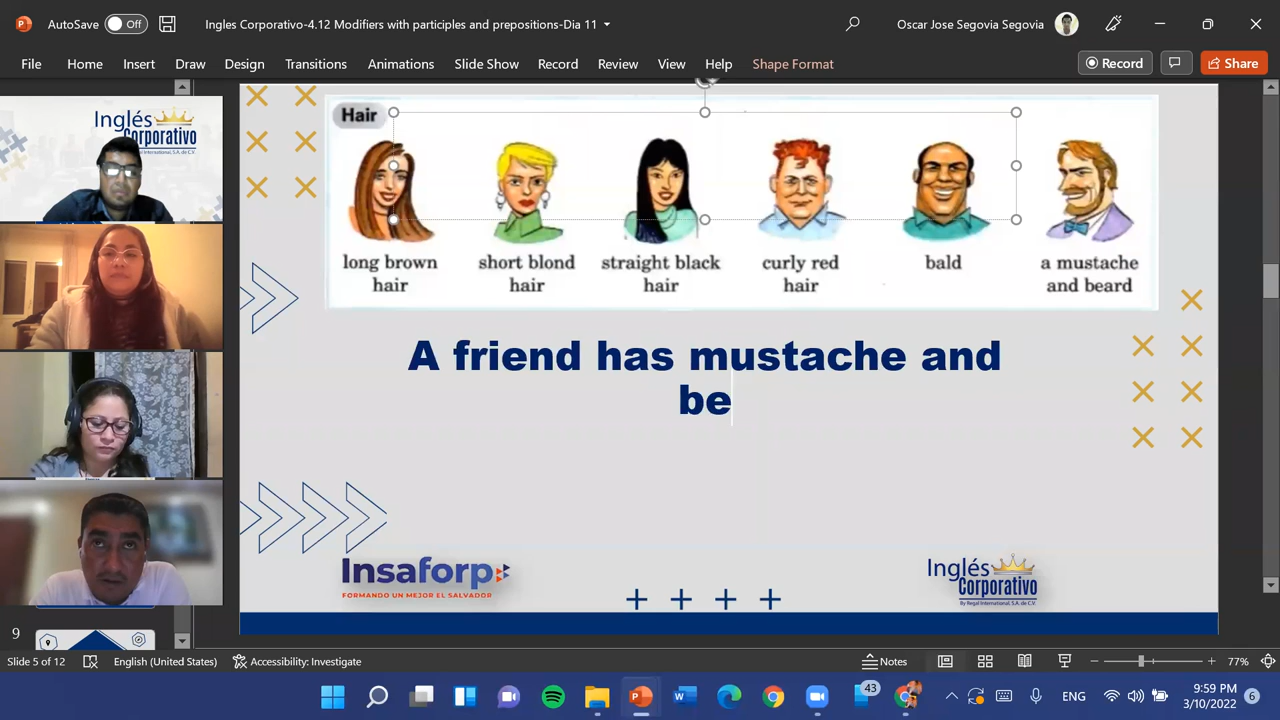 AutoSave
Off
Ingles Corporativo-4.12 Modifiers with participles and prepositions-Dia 11
Oscar Jose Segovia Segovia
File Home Insert Draw Design Transitions Animations Slide Show Record Review View Help Shape Format
Record
Share
Inglés
Corporativo
Hair
long brown
hair
short blond
hair
straight black
hair
curly red
hair
bald
a mustache
and beard
A friend has mustache and
be
Insaforp
FORMANDO UN MEJOR EL SALVADOR
Inglés
Corporativo
By Regal International, S.A. de C.V.
9
Slide 5 of 12
English (United States)
Accessibility: Investigate
Notes
77%
43
ENG
9:59 PM
3/10/2022
6